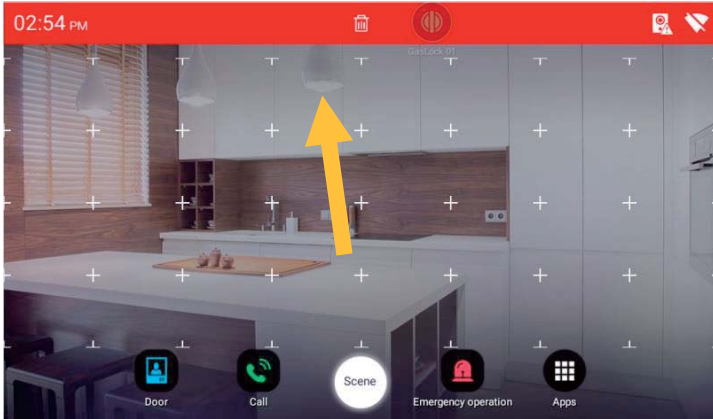 02:54 PM
GasLock 01
Door
Call
Scene
Emergency operation
Apps